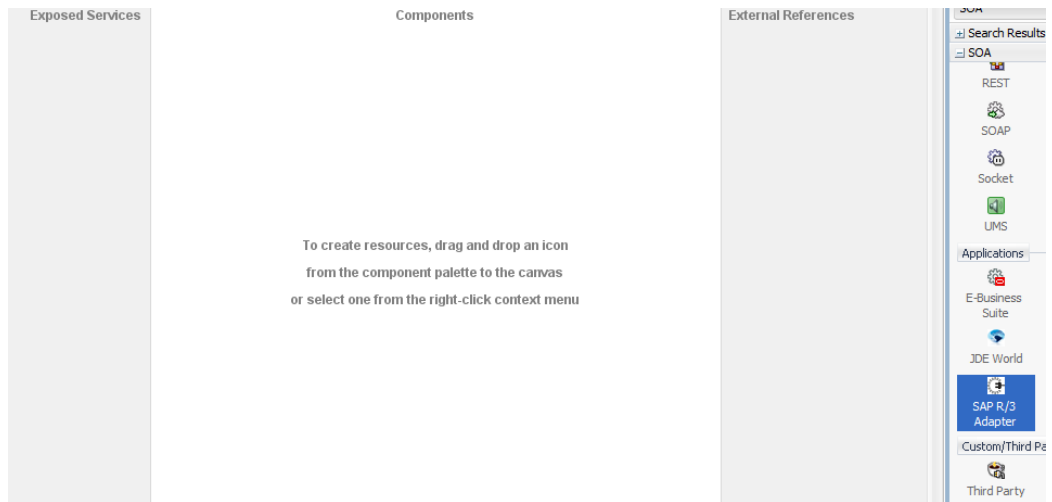 Exposed Services
Components
External References
To create resources, drag and drop an icon
from the component palette to the canvas
or select one from the right-click context menu
SOA
Search Results
SOA
REST
SOAP
Socket
UMS
Applications
E-Business
Suite
JDE World
SAP R/3
Adapter
Custom/Third Pa
Third Party